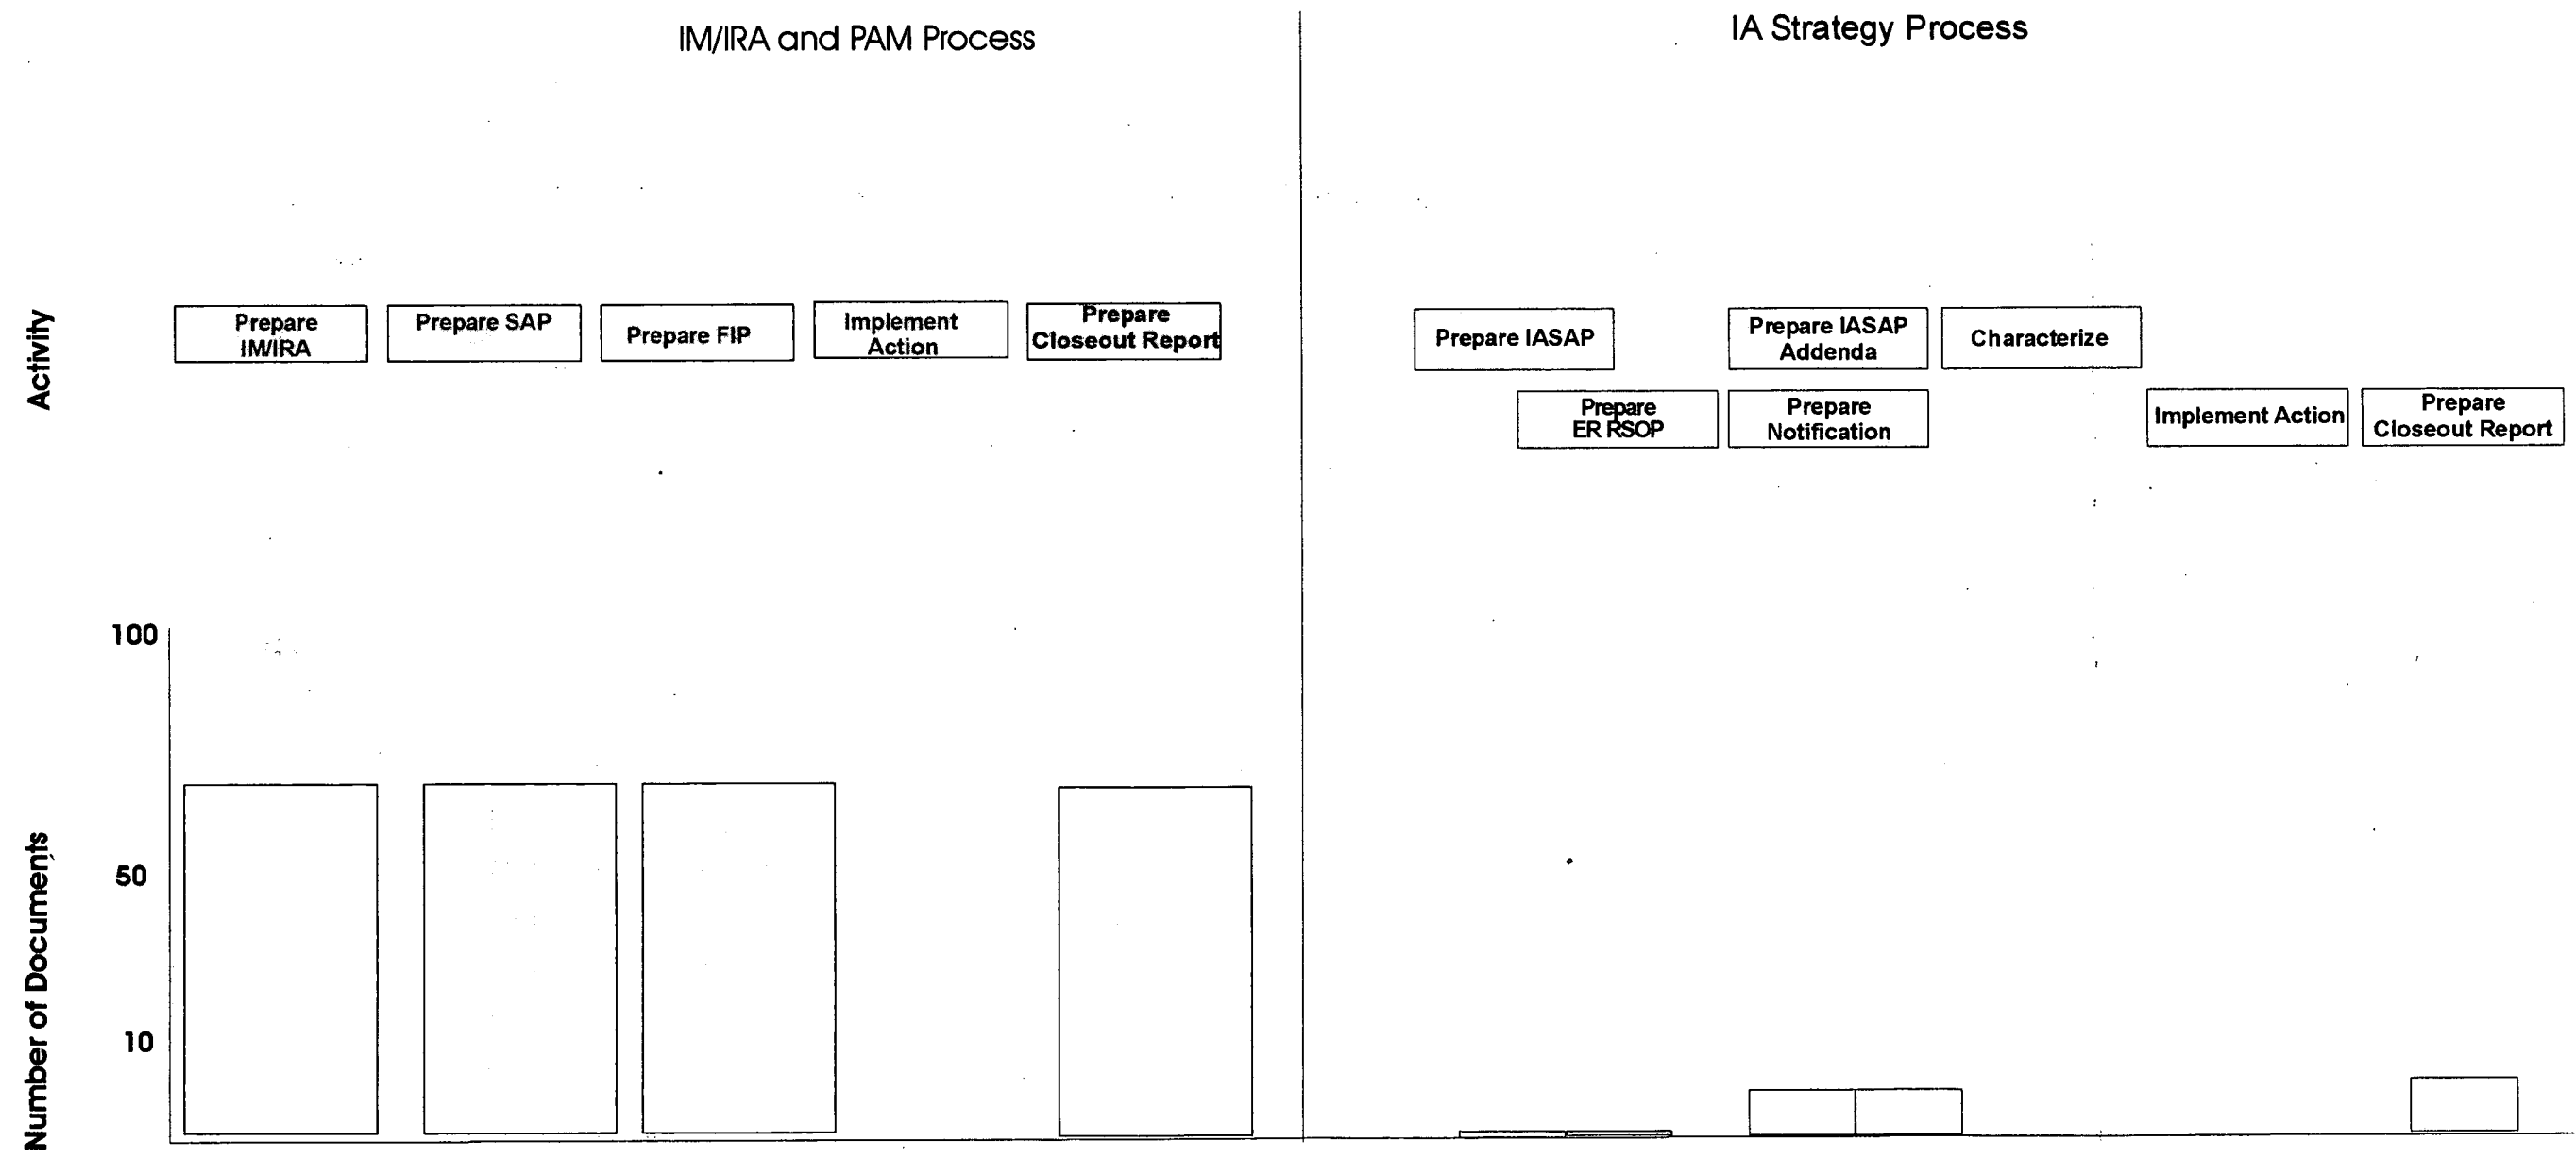 IM/IRA and PAM Process
IA Strategy Process
Activity
Prepare
IM/IRA
Prepare SAP
Prepare FIP
Implement
Action
Prepare
Closeout Report
Prepare IASAP
Prepare IASAP
Addenda
Characterize
Prepare
ER RSOP
Prepare
Notification
Implement Action
Prepare
Closeout Report
Number of Documents
100
50
10